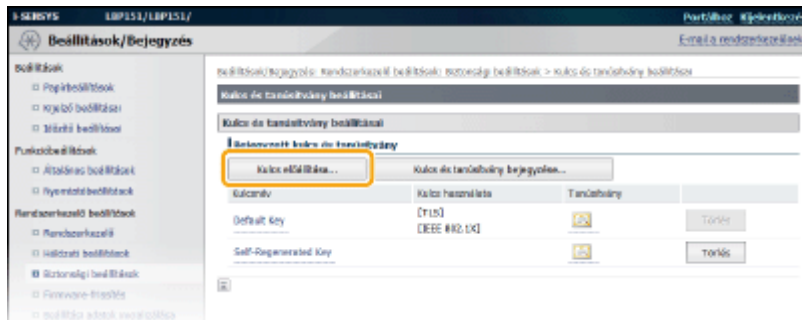 i-SENSYS LBP151/LBP151/ Portálhoz Kijelentkezés
Beállítások/Bejegyzés E-mail a rendszerkezelőnek
Beállítások
Papírbeállítások
Kijelző beállításai
Időzítő beállításai
Funkcióbeállítások
Általános beállítások
Nyomtatóbeállítások
Rendszerkezelő beállítások
Rendszerkezelő
Hálózati beállítások
Biztonsági beállítások
Firmware-frissítés
Beállítások/Bejegyzés: Rendszerkezelő beállítások: Biztonsági beállítások > Kulcs és tanúsítvány beállításai
Kulcs és tanúsítvány beállításai
Kulcs és tanúsítvány beállításai
Bejegyzett kulcs és tanúsítvány
Kulcs előállítása... Kulcs és tanúsítvány bejegyzése...
Kulcsnév Kulcs használata Tanúsítvány
Default Key [TLS] Törlés
[IEEE 802.1X]
Self-Regenerated Key Törlés